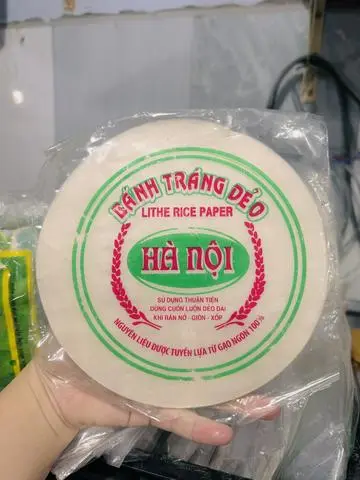 BÁNH TRÁNG DẺO
LITHE RICE PAPER
HÀ NỘI
SỬ DỤNG THUẬN TIỆN
DÙNG CUỐN LUÔN DẺO DAI
KHI RÁN NỞ - GIÒN - XỐP
NGUYÊN LIỆU ĐƯỢC TUYỂN LỰA TỪ GẠO NGON 100%